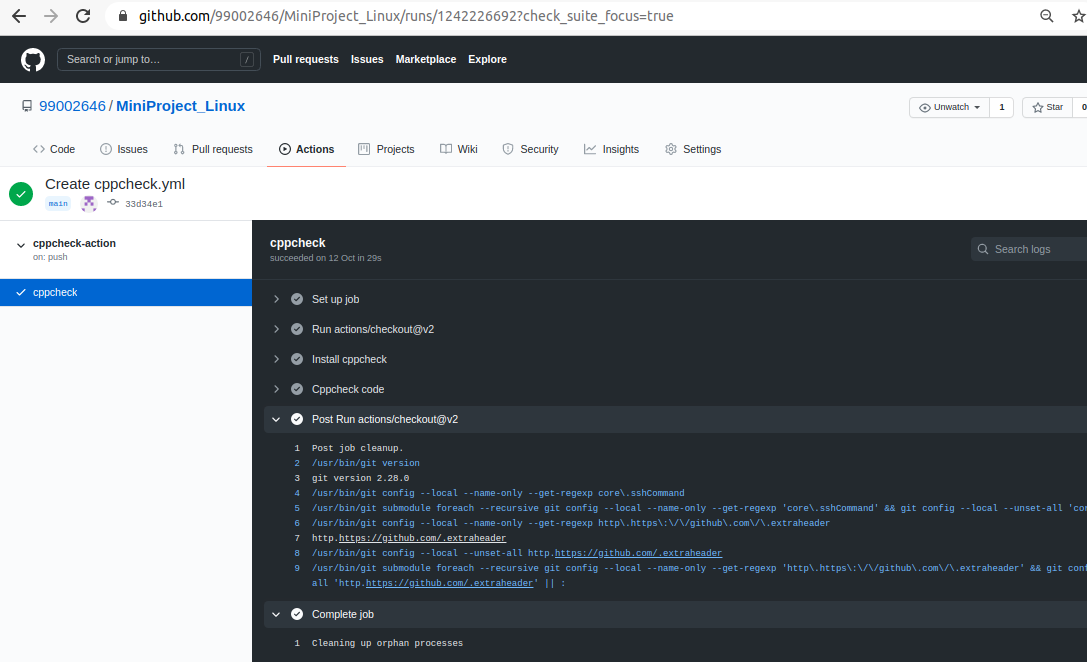 github.com/99002646/MiniProject_Linux/runs/1242226692?check_suite_focus=true
Search or jump to… / Pull requests Issues Marketplace Explore
99002646 / MiniProject_Linux Unwatch 1 Star 0
Code Issues Pull requests Actions Projects Wiki Security Insights Settings
Create cppcheck.yml
main 33d34e1
cppcheck-action
on: push
cppcheck
cppcheck
succeeded on 12 Oct in 29s
Search logs
Set up job
Run actions/checkout@v2
Install cppcheck
Cppcheck code
Post Run actions/checkout@v2
1 Post job cleanup.
2 /usr/bin/git version
3 git version 2.28.0
4 /usr/bin/git config --local --name-only --get-regexp core\.sshCommand
5 /usr/bin/git submodule foreach --recursive git config --local --name-only --get-regexp 'core\.sshCommand' && git config --local --unset-all 'cor
6 /usr/bin/git config --local --name-only --get-regexp http\.https\:\/\/github\.com\/\.extraheader
7 http.https://github.com/.extraheader
8 /usr/bin/git config --local --unset-all http.https://github.com/.extraheader
9 /usr/bin/git submodule foreach --recursive git config --local --name-only --get-regexp 'http\.https\:\/\/github\.com\/\.extraheader' && git conf
all 'http.https://github.com/.extraheader' || :
Complete job
1 Cleaning up orphan processes